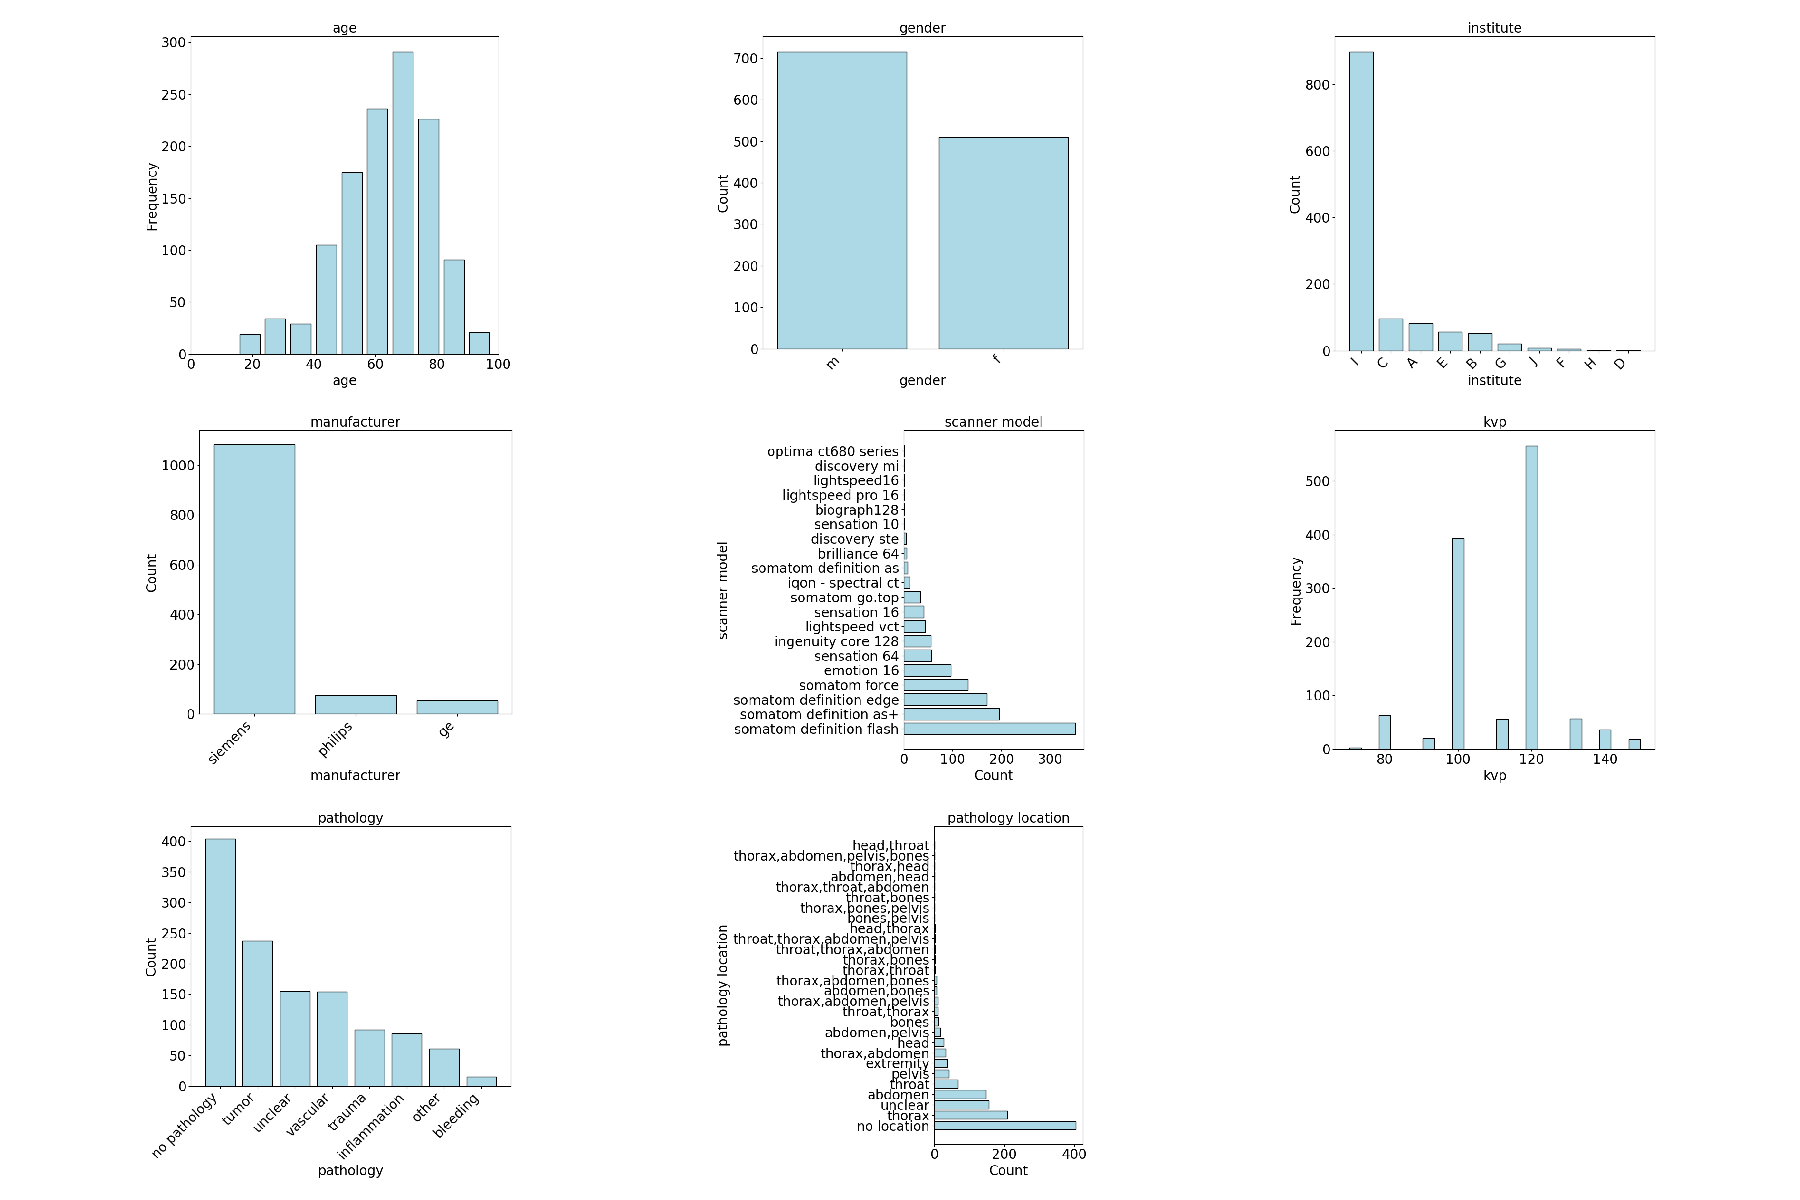 age
300
250
200
150
100
50
0
Frequency
0 20 40 60 80 100
age
gender
700
600
500
400
300
200
100
0
Count
m f
gender
institute
800
600
400
200
0
Count
I C A E B G J F H D
institute
manufacturer
1000
800
600
400
200
0
Count
siemens philips ge
manufacturer
scanner model
optima ct680 series
discovery mi
lightspeed16
lightspeed pro 16
biograph128
sensation 10
discovery ste
brilliance 64
somatom definition as
iqon - spectral ct
somatom go.top
sensation 16
lightspeed vct
ingenuity core 128
sensation 64
emotion 16
somatom force
somatom definition edge
somatom definition as+
somatom definition flash
scanner model
0 100 200 300
Count
kvp
500
400
300
200
100
0
Frequency
80 100 120 140
kvp
pathology
400
350
300
250
200
150
100
50
0
Count
no pathology tumor unclear vascular trauma inflammation other bleeding
pathology
pathology location
head,throat
thorax,abdomen,pelvis,bones
thorax,head
abdomen,head
thorax,throat,abdomen
throat,bones
thorax,bones,pelvis
bones,pelvis
head,thorax
throat,thorax,abdomen,pelvis
throat,thorax,abdomen
thorax,bones
thorax,throat
thorax,abdomen,bones
abdomen,bones
thorax,abdomen,pelvis
throat,thorax
bones
abdomen,pelvis
head
thorax,abdomen
extremity
pelvis
throat
abdomen
unclear
thorax
no location
pathology location
0 200 400
Count